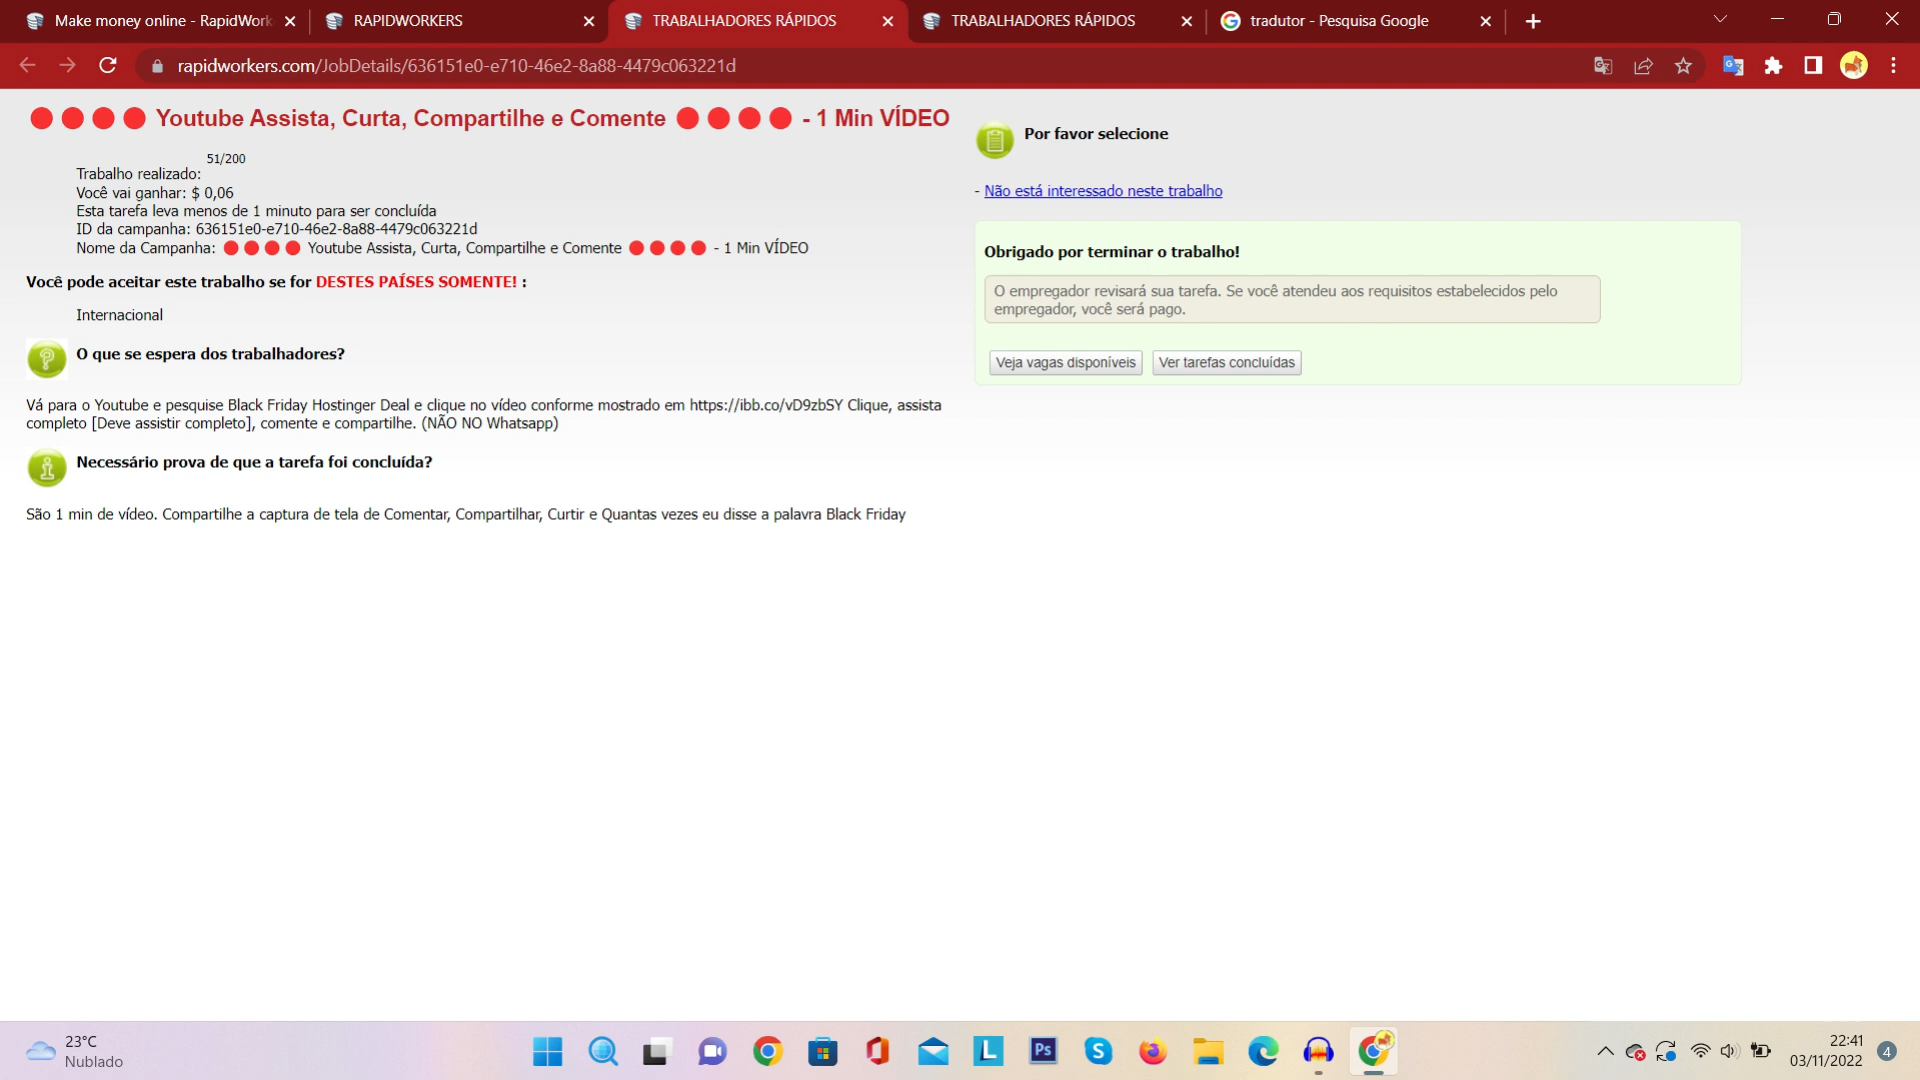 Make money online - RapidWork
RAPIDWORKERS
TRABALHADORES RÁPIDOS
TRABALHADORES RÁPIDOS
tradutor - Pesquisa Google
rapidworkers.com/JobDetails/636151e0-e710-46e2-8a88-4479c063221d
Youtube Assista, Curta, Compartilhe e Comente - 1 Min VÍDEO
51/200
Trabalho realizado:
Você vai ganhar: $ 0,06
Esta tarefa leva menos de 1 minuto para ser concluída
ID da campanha: 636151e0-e710-46e2-8a88-4479c063221d
Nome da Campanha: Youtube Assista, Curta, Compartilhe e Comente - 1 Min VÍDEO
Você pode aceitar este trabalho se for DESTES PAÍSES SOMENTE! :
Internacional
O que se espera dos trabalhadores?
Vá para o Youtube e pesquise Black Friday Hostinger Deal e clique no vídeo conforme mostrado em https://ibb.co/vD9zbSY Clique, assista
completo [Deve assistir completo], comente e compartilhe. (NÃO NO Whatsapp)
Necessário prova de que a tarefa foi concluída?
São 1 min de vídeo. Compartilhe a captura de tela de Comentar, Compartilhar, Curtir e Quantas vezes eu disse a palavra Black Friday
Por favor selecione
- Não está interessado neste trabalho
Obrigado por terminar o trabalho!
O empregador revisará sua tarefa. Se você atendeu aos requisitos estabelecidos pelo
empregador, você será pago.
Veja vagas disponíveis
Ver tarefas concluídas
23°C
Nublado
L
Ps
S
22:41
03/11/2022
4